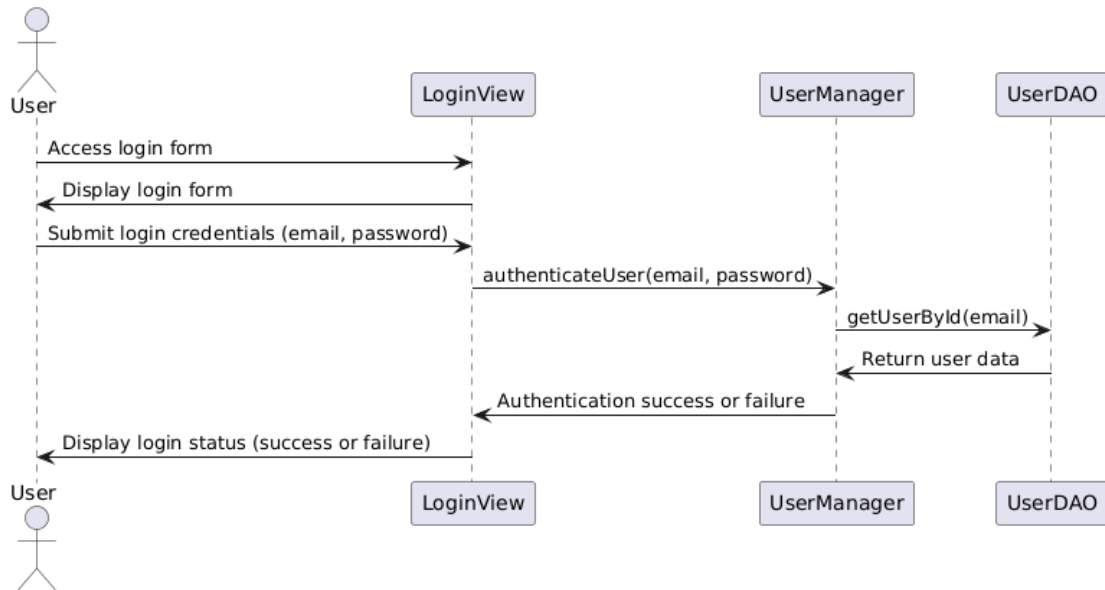 User
LoginView
UserManager
UserDAO
Access login form
Display login form
Submit login credentials (email, password)
authenticateUser(email, password)
getUserById(email)
Return user data
Authentication success or failure
Display login status (success or failure)
User
LoginView
UserManager
UserDAO